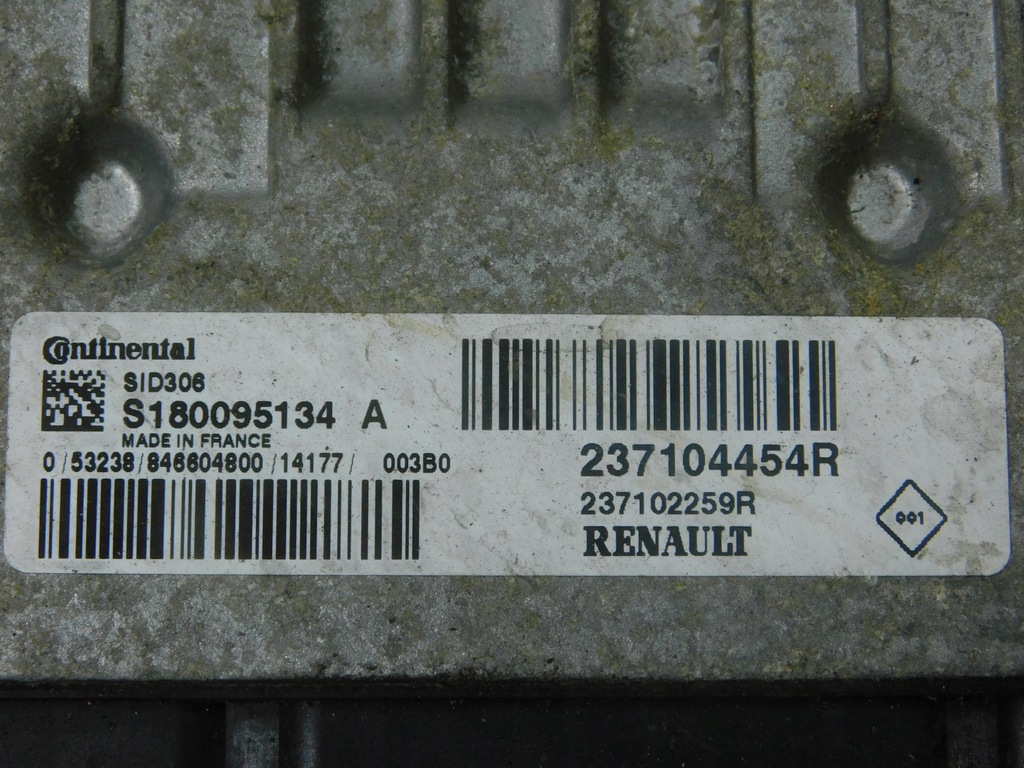 Continental
SID306
S180095134 A
MADE IN FRANCE
0/53238/846604800/14177/ 003B0
237104454R
237102259R
RENAULT
001